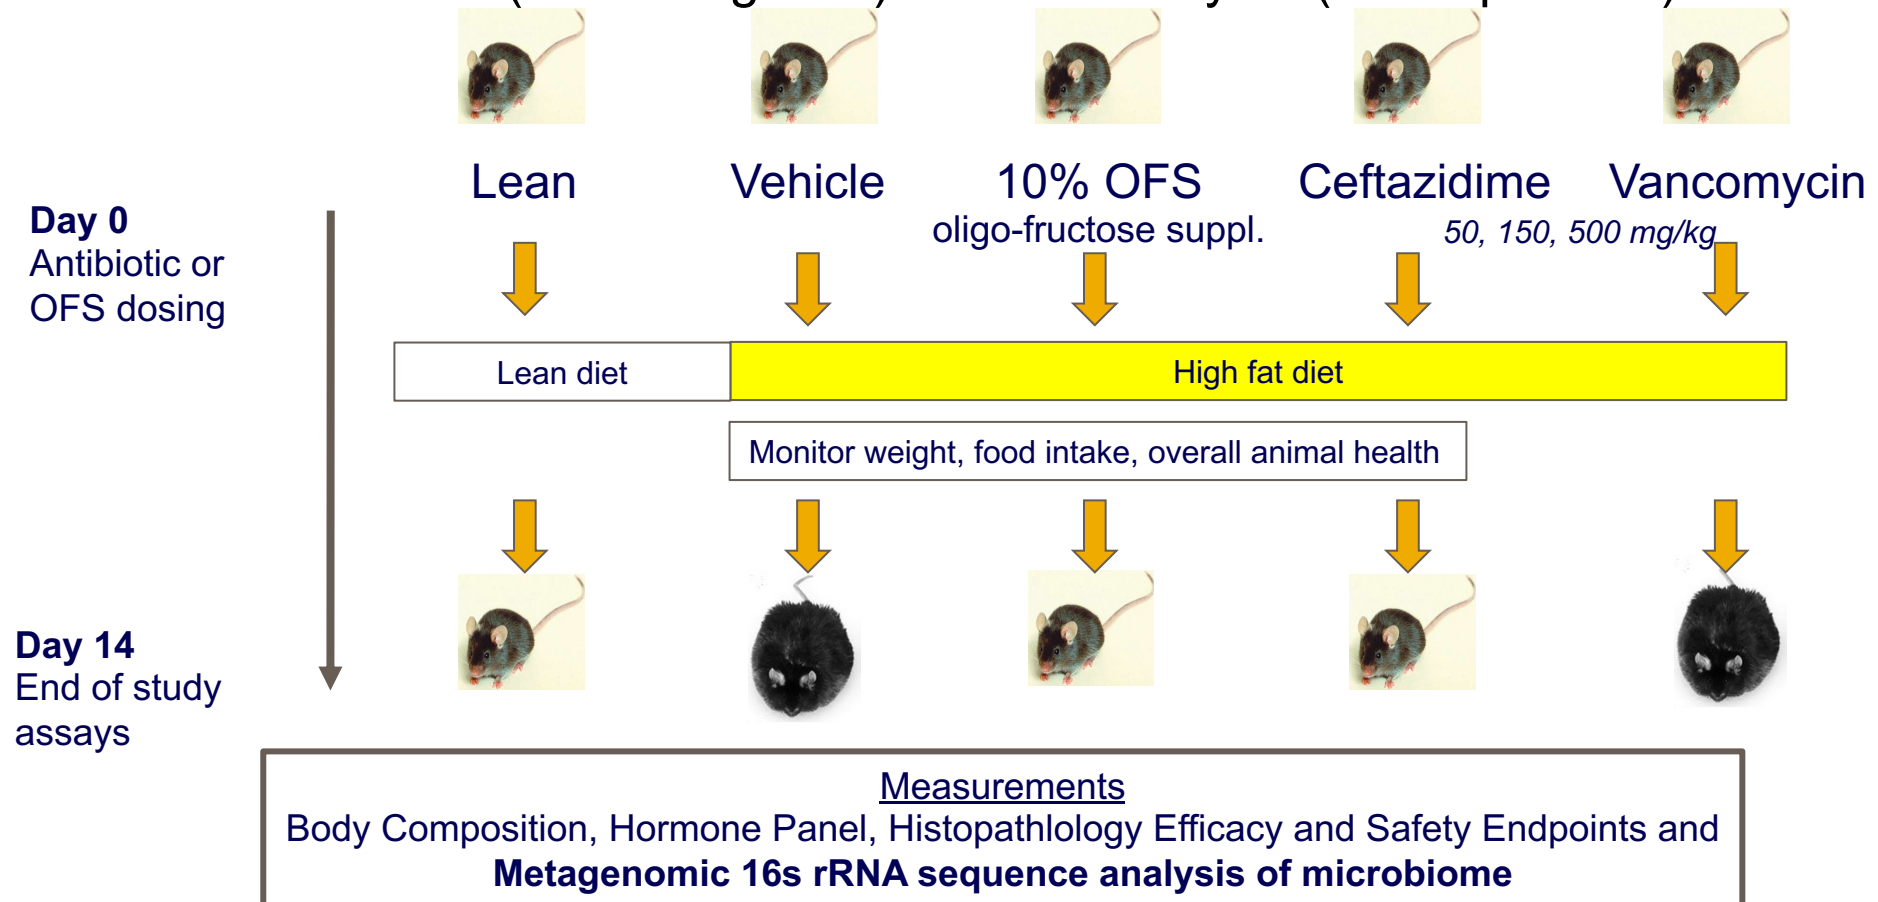 Lean
Vehicle
10% OFS
oligo-fructose suppl.
Ceftazidime
Vancomycin
50, 150, 500 mg/kg
Day 0
Antibiotic or
OFS dosing
Lean diet
High fat diet
Monitor weight, food intake, overall animal health
Day 14
End of study
assays
Measurements
Body Composition, Hormone Panel, Histopathlology Efficacy and Safety Endpoints and
Metagenomic 16s rRNA sequence analysis of microbiome